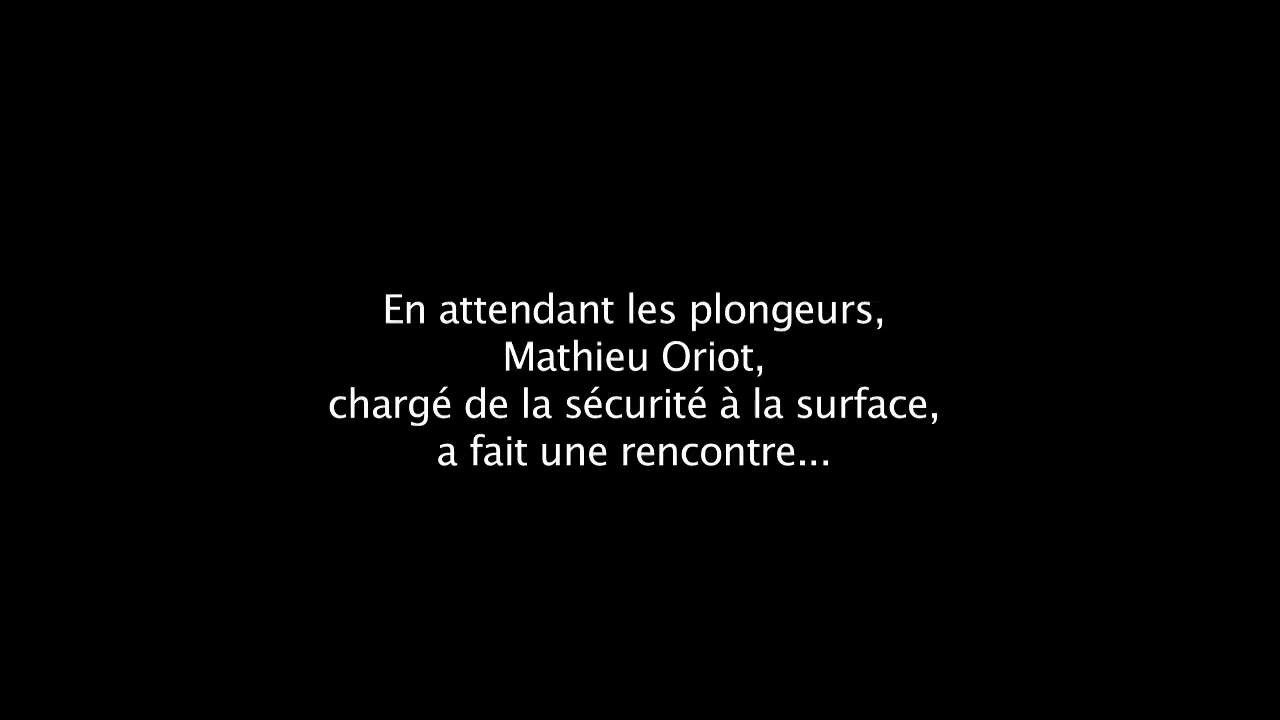 En attendant les plongeurs,
Mathieu Oriot,
chargé de la sécurité à la surface,
a fait une rencontre...